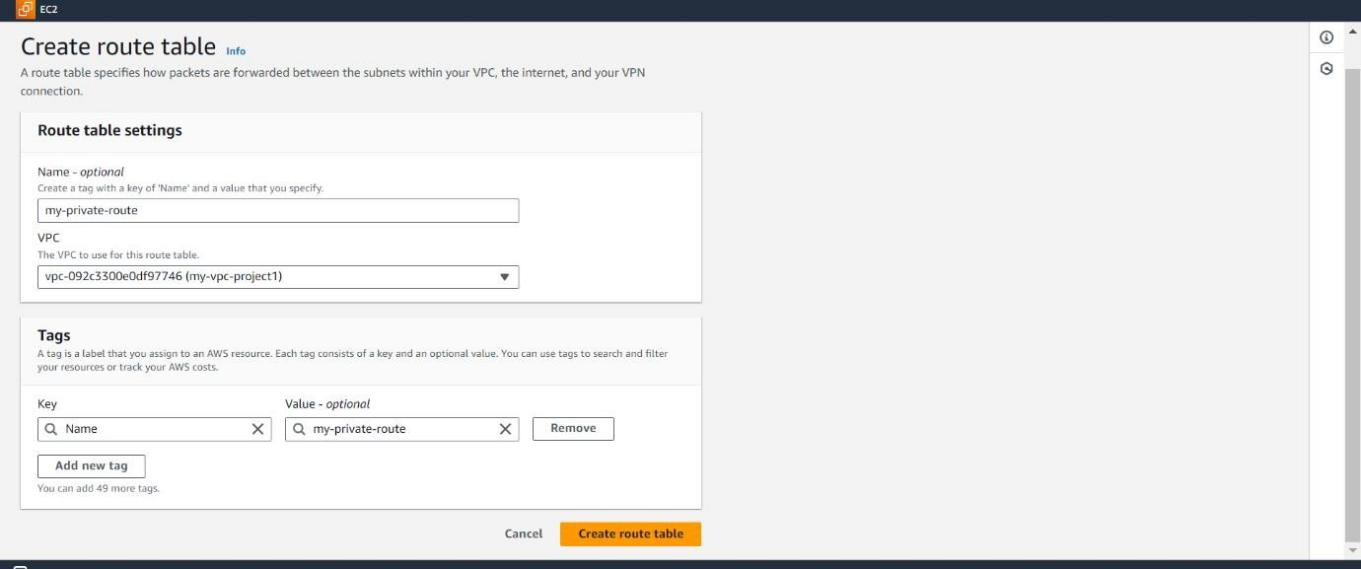 EC2
Create route table Info
A route table specifies how packets are forwarded between the subnets within your VPC, the internet, and your VPN
connection.
Route table settings
Name - optional
Create a tag with a key of 'Name' and a value that you specify.
my-private-route
VPC
The VPC to use for this route table.
vpc-092c3300e0df97746 (my-vpc-project1)
Tags
A tag is a label that you assign to an AWS resource. Each tag consists of a key and an optional value. You can use tags to search and filter
your resources or track your AWS costs.
Key Value - optional
Name my-private-route Remove
Add new tag
You can add 49 more tags.
Cancel Create route table